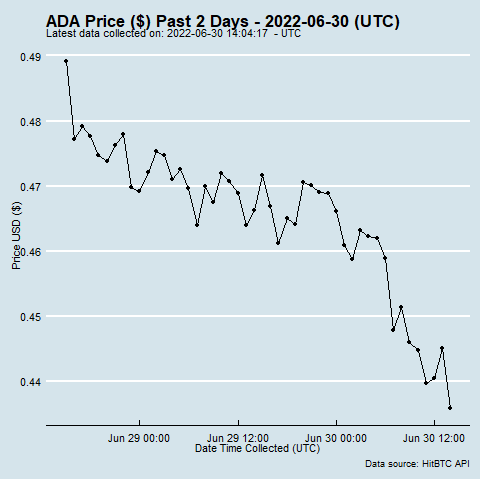 ADA Price ($) Past 2 Days - 2022-06-30 (UTC)
Latest data collected on: 2022-06-30 14:04:17 - UTC
0.49
0.48
0.47
0.46
0.45
0.44
Price USD ($)
Jun 29 00:00
Jun 29 12:00
Jun 30 00:00
Jun 30 12:00
Date Time Collected (UTC)
Data source: HitBTC API